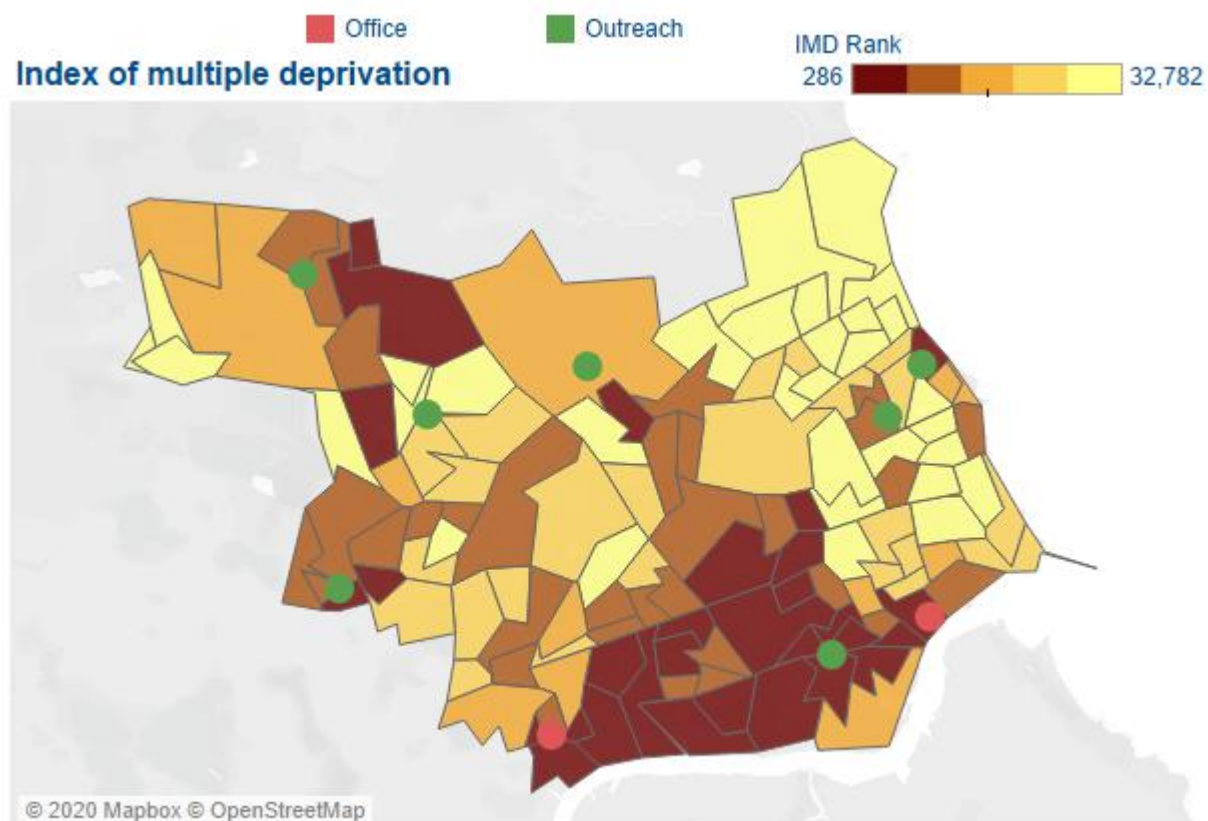 Office
Outreach
IMD Rank
Index of multiple deprivation
286
32,782
© 2020 Mapbox © OpenStreetMap